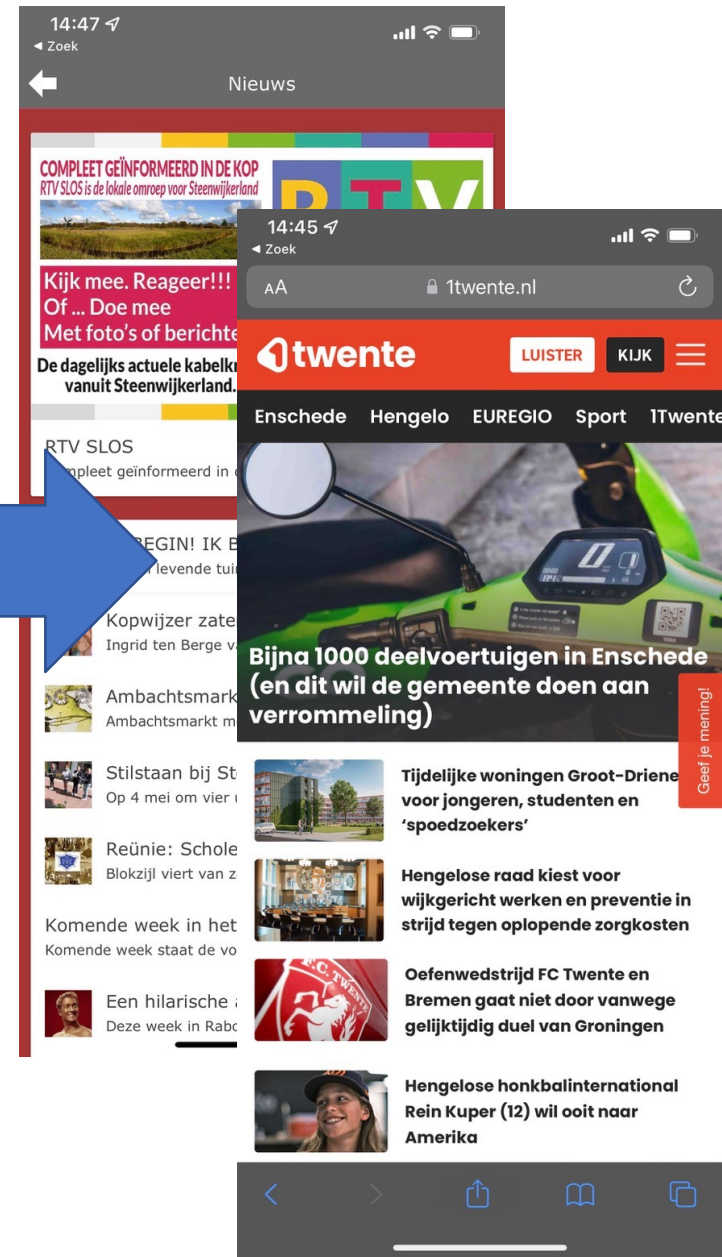 14:47
◄ Zoek
Nieuws
COMPLEET GEÏNFORMEERD IN DE KOP
RTV SLOS is de lokale omroep voor Steenwijkerland
RTV
Kijk mee. Reageer!!!
Of ... Doe mee
Met foto's of berichte
De dagelijks actuele kabelkr
vanuit Steenwijkerland.
RTV SLOS
Compleet geïnformeerd in d
BEGIN! IK B
levende tuin
Kopwijzer zate
Ingrid ten Berge va
Ambachtsmark
Ambachtsmarkt m
Stilstaan bij St
Op 4 mei om vier u
Reünie: Schole
Blokzijl viert van z
Komende week in het
Komende week staat de vo
Een hilarische
Deze week in Rabo
14:45
◄ Zoek
AA
1twente.nl
1twente
LUISTER
KIJK
Enschede Hengelo EUREGIO Sport 1Twente
Bijna 1000 deelvoertuigen in Enschede
(en dit wil de gemeente doen aan
verrommeling)
Geef je mening!
Tijdelijke woningen Groot-Driene
voor jongeren, studenten en
‘spoedzoekers’
Hengelose raad kiest voor
wijkgericht werken en preventie in
strijd tegen oplopende zorgkosten
F.C. TWENTE
Oefenwedstrijd FC Twente en
Bremen gaat niet door vanwege
gelijktijdig duel van Groningen
Hengelose honkbalinternational
Rein Kuper (12) wil ooit naar
Amerika